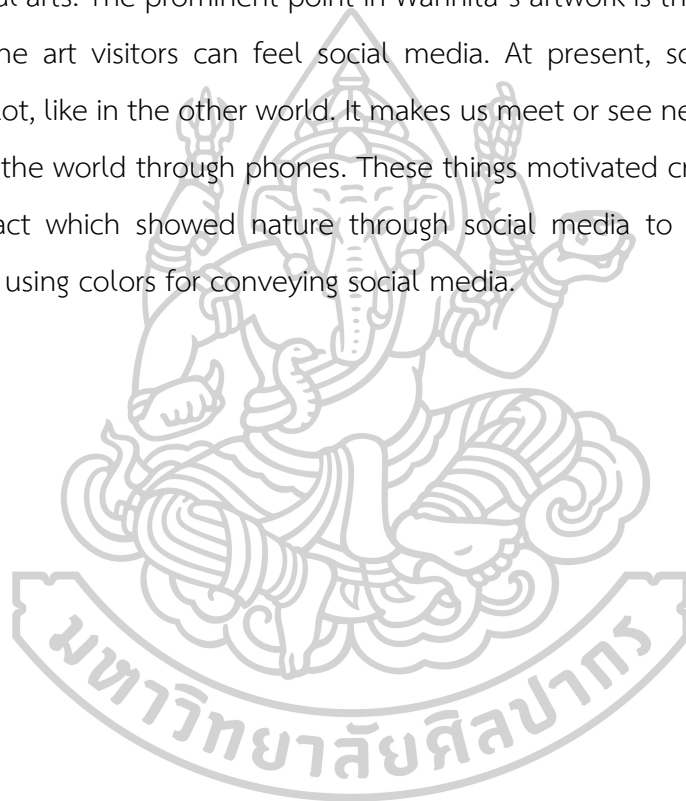 al arts. The prominent point in Wannita's artwork is th
ne art visitors can feel social media. At present, so
lot, like in the other world. It makes us meet or see ne
the world through phones. These things motivated cr
act which showed nature through social media to
using colors for conveying social media.
มหาวิทยาลัยศิลปากร